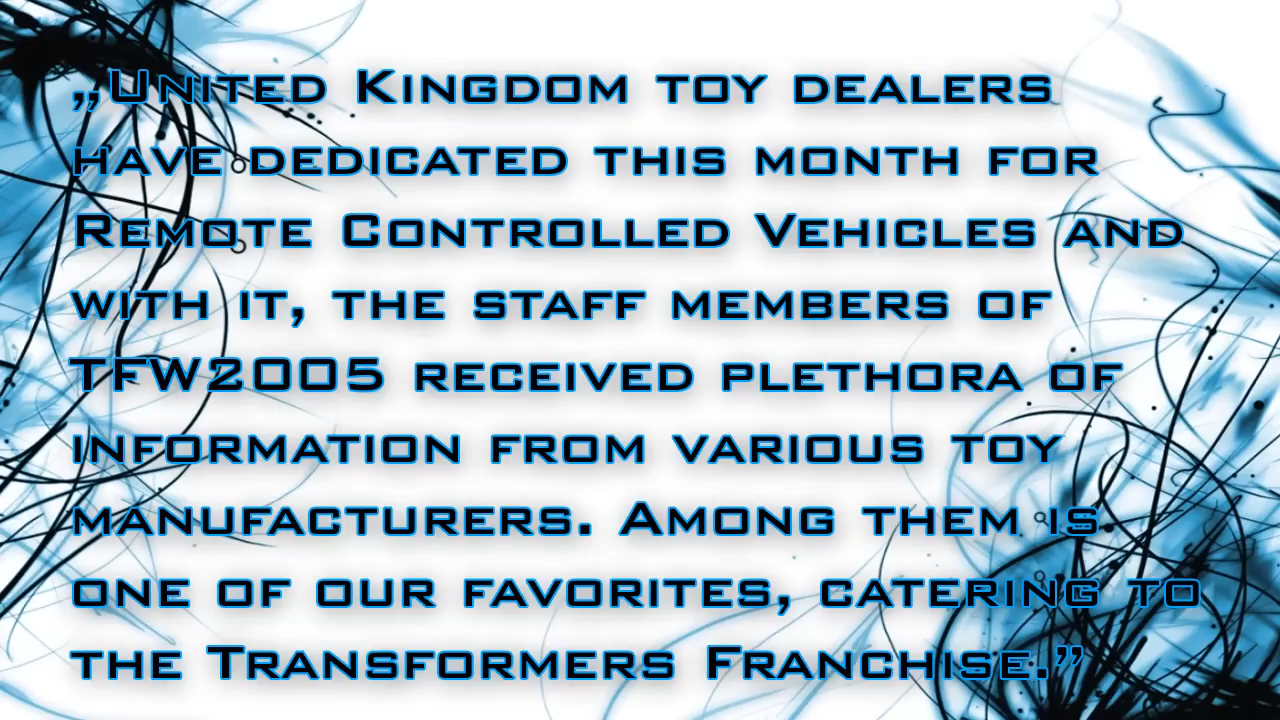 „United Kingdom toy dealers
have dedicated this month for
Remote Controlled Vehicles and
with it, the staff members of
TFW2005 received plethora of
information from various toy
manufacturers. Among them is
one of our favorites, catering to
the Transformers Franchise.”